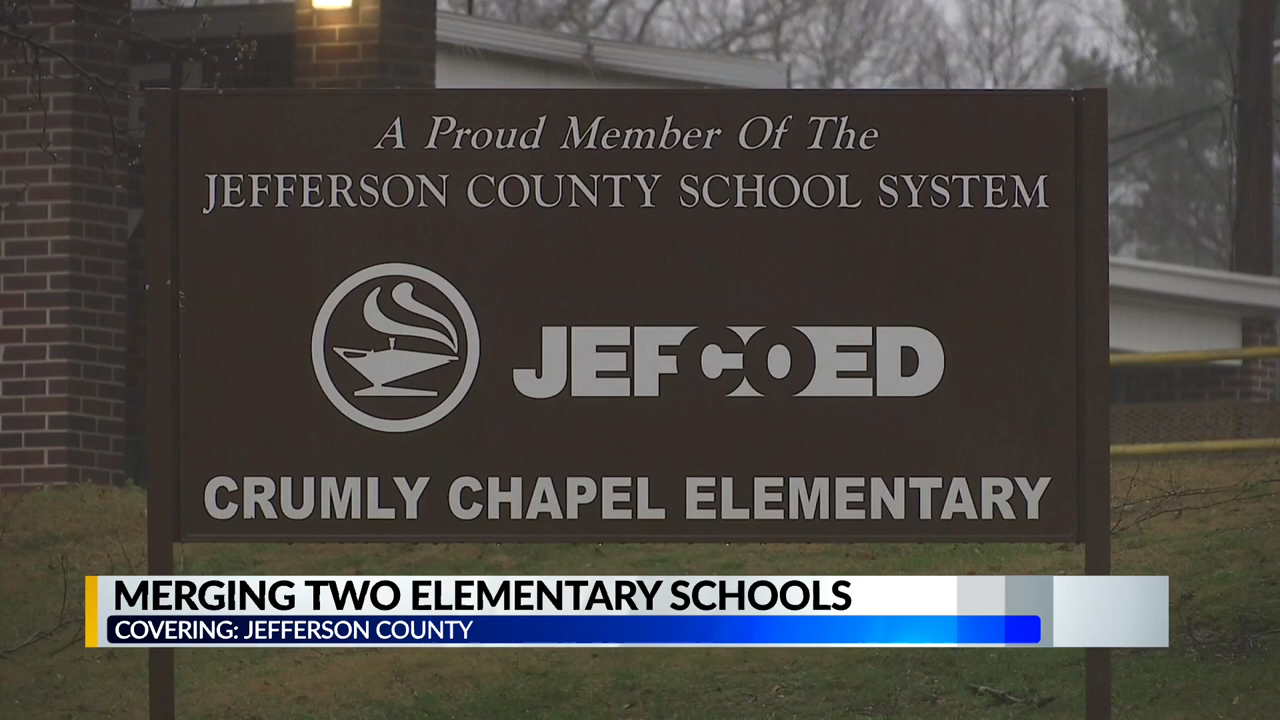 A Proud Member Of The
JEFFERSON COUNTY SCHOOL SYSTEM
JEFCOED
CRUMLY CHAPEL ELEMENTARY
MERGING TWO ELEMENTARY SCHOOLS
COVERING: JEFFERSON COUNTY